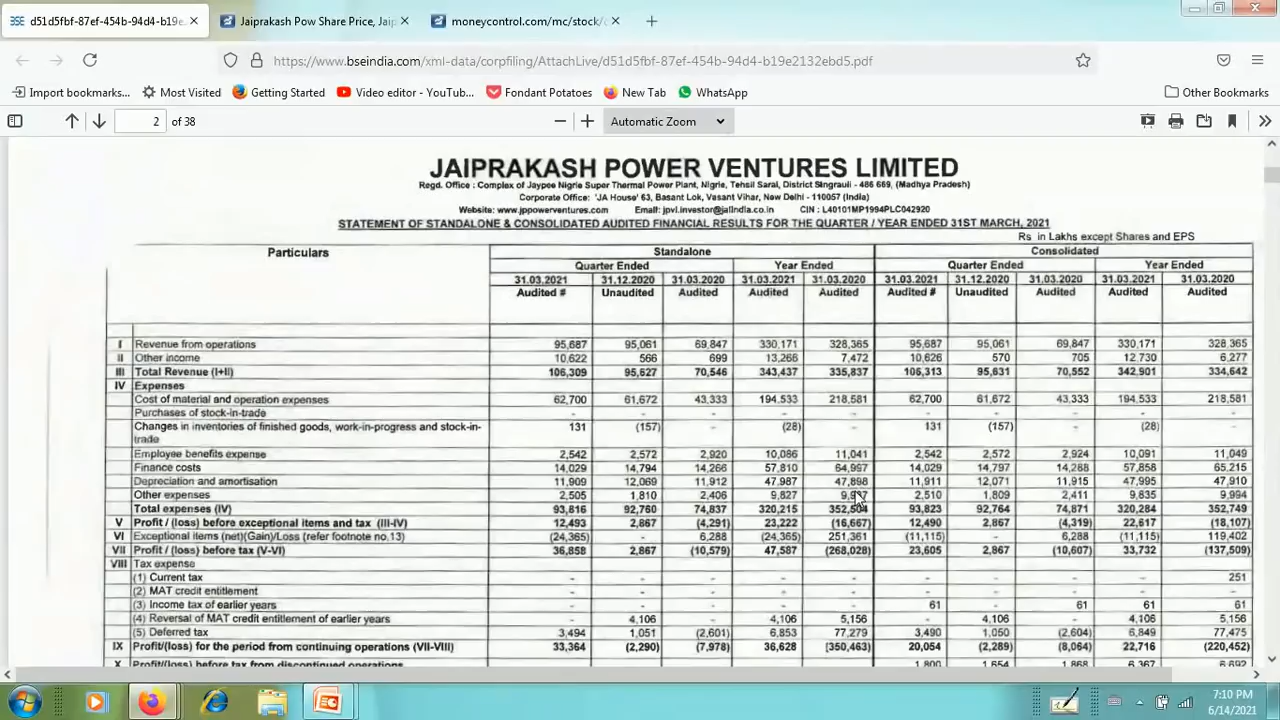 d51d5fbf-87ef-454b-94d4-b19e
Jaiprakash Pow Share Price, Jaip
moneycontrol.com/mc/stock/
https://www.bseindia.com/xml-data/corpfiling/AttachLive/d51d5fbf-87ef-454b-94d4-b19e2132ebd5.pdf
Import bookmarks... Most Visited Getting Started Video editor - YouTub... Fondant Potatoes New Tab WhatsApp Other Bookmarks
2 of 38 Automatic Zoom
JAIPRAKASH POWER VENTURES LIMITED
Regd. Office : Complex of Jaypee Nigrie Super Thermal Power Plant, Nigrie, Tehsil Sarai, District Singrauli - 486 669, (Madhya Pradesh)
Corporate Office: 'JA House' 63, Basant Lok, Vasant Vihar, New Delhi - 110057 (India)
Website: www.jppowerventures.com Email: jpvl.investor@jalindia.co.in CIN : L40101MP1994PLC042920
STATEMENT OF STANDALONE & CONSOLIDATED AUDITED FINANCIAL RESULTS FOR THE QUARTER / YEAR ENDED 31ST MARCH, 2021
Rs in Lakhs except Shares and EPS
Particulars Standalone Consolidated
Quarter Ended Year Ended Quarter Ended Year Ended
31.03.2021 31.12.2020 31.03.2020 31.03.2021 31.03.2020 31.03.2021 31.12.2020 31.03.2020 31.03.2021 31.03.2020
Audited # Unaudited Audited Audited Audited Audited # Unaudited Audited Audited Audited
I Revenue from operations 95,687 95,061 69,847 330,171 328,365 95,687 95,061 69,847 330,171 328,365
II Other income 10,622 566 699 13,266 7,472 10,626 570 705 12,730 6,277
III Total Revenue (I+II) 106,309 95,627 70,546 343,437 335,837 106,313 95,631 70,552 342,901 334,642
IV Expenses
Cost of material and operation expenses 62,700 61,672 43,333 194,533 218,581 62,700 61,672 43,333 194,533 218,581
Purchases of stock-in-trade - - - - - - - - - -
Changes in inventories of finished goods, work-in-progress and stock-in- 131 (157) - (28) - 131 (157) - (28) -
trade
Employee benefits expense 2,542 2,572 2,920 10,086 11,041 2,542 2,572 2,924 10,091 11,049
Finance costs 14,029 14,794 14,266 57,810 64,997 14,029 14,797 14,288 57,858 65,215
Depreciation and amortisation 11,909 12,069 11,912 47,987 47,898 11,911 12,071 11,915 47,995 47,910
Other expenses 2,505 1,810 2,406 9,827 2,510 1,809 2,411 9,835 9,994
Total expenses (IV) 93,816 92,760 74,837 320,215 352,504 93,823 92,764 74,871 320,284 352,749
V Profit / (loss) before exceptional items and tax (III-IV) 12,493 2,867 (4,291) 23,222 (16,667) 12,490 2,867 (4,319) 22,617 (18,107)
VI Exceptional items (net)(Gain)/Loss (refer footnote no.13) (24,365) - 6,288 (24,365) 251,361 (11,115) - 6,288 (11,115) 119,402
VII Profit / (loss) before tax (V-VI) 36,858 2,867 (10,579) 47,587 (268,028) 23,605 2,867 (10,607) 33,732 (137,509)
VIII Tax expense
(1) Current tax - - - - - - - - - 251
(2) MAT credit entitlement - - - - - - - - - -
(3) Income tax of earlier years - - - - - 61 - 61 61 61
(4) Reversal of MAT credit entitlement of earlier years - 4,106 - 4,106 5,156 - 4,106 - 4,106 5,156
(5) Deferred tax 3,494 1,051 (2,601) 6,853 77,279 3,490 1,050 (2,604) 6,849 77,475
IX Profit/(loss) for the period from continuing operations (VII-VIII) 33,364 (2,290) (7,978) 36,628 (350,463) 20,054 (2,289) (8,064) 22,716 (220,452)
X Profit/(loss) before tax from discontinued operations 1,800 1,654 1,868 6,367 6,692
7:10 PM
6/14/2021